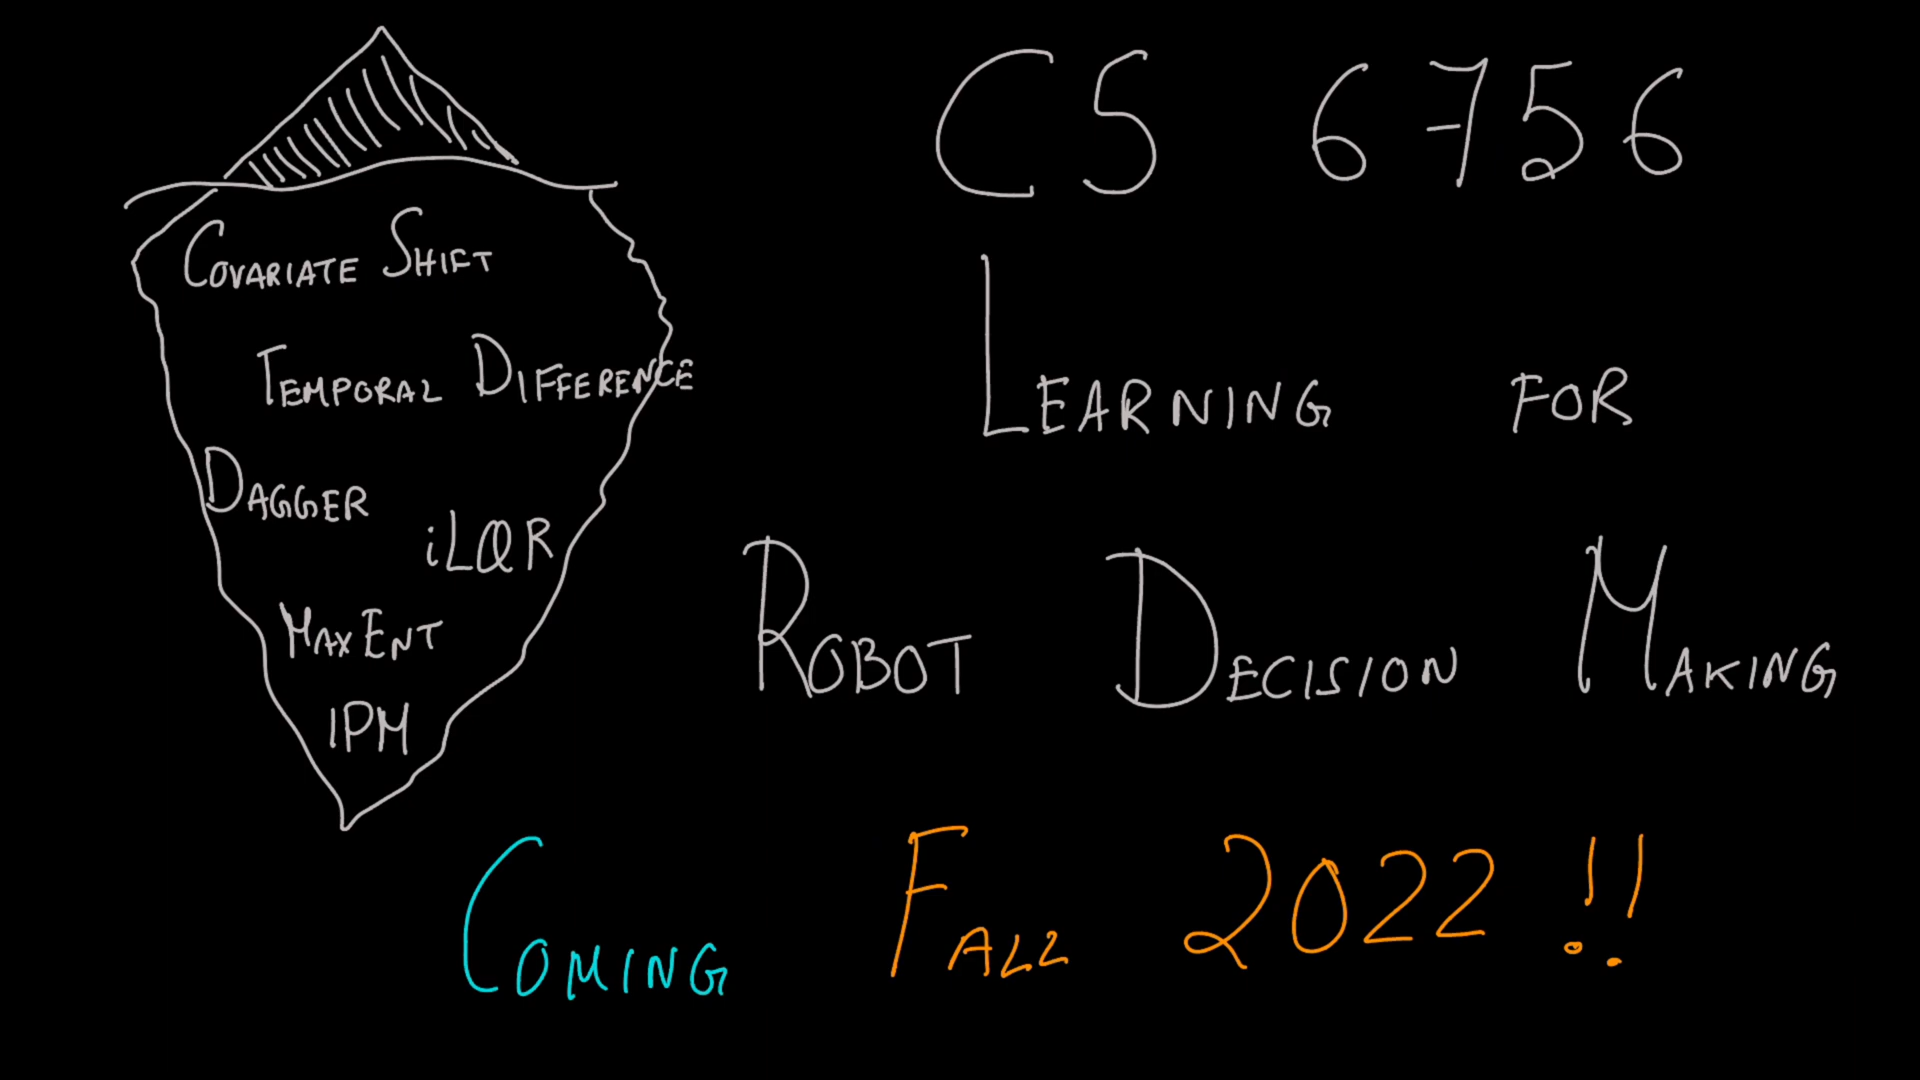 COVARIATE SHIFT
TEMPORAL DIFFERENCE
DAGGER
iLQR
MAXENT
IPM
CS 6756
LEARNING FOR
ROBOT DECISION MAKING
COMING FALL 2022 !!